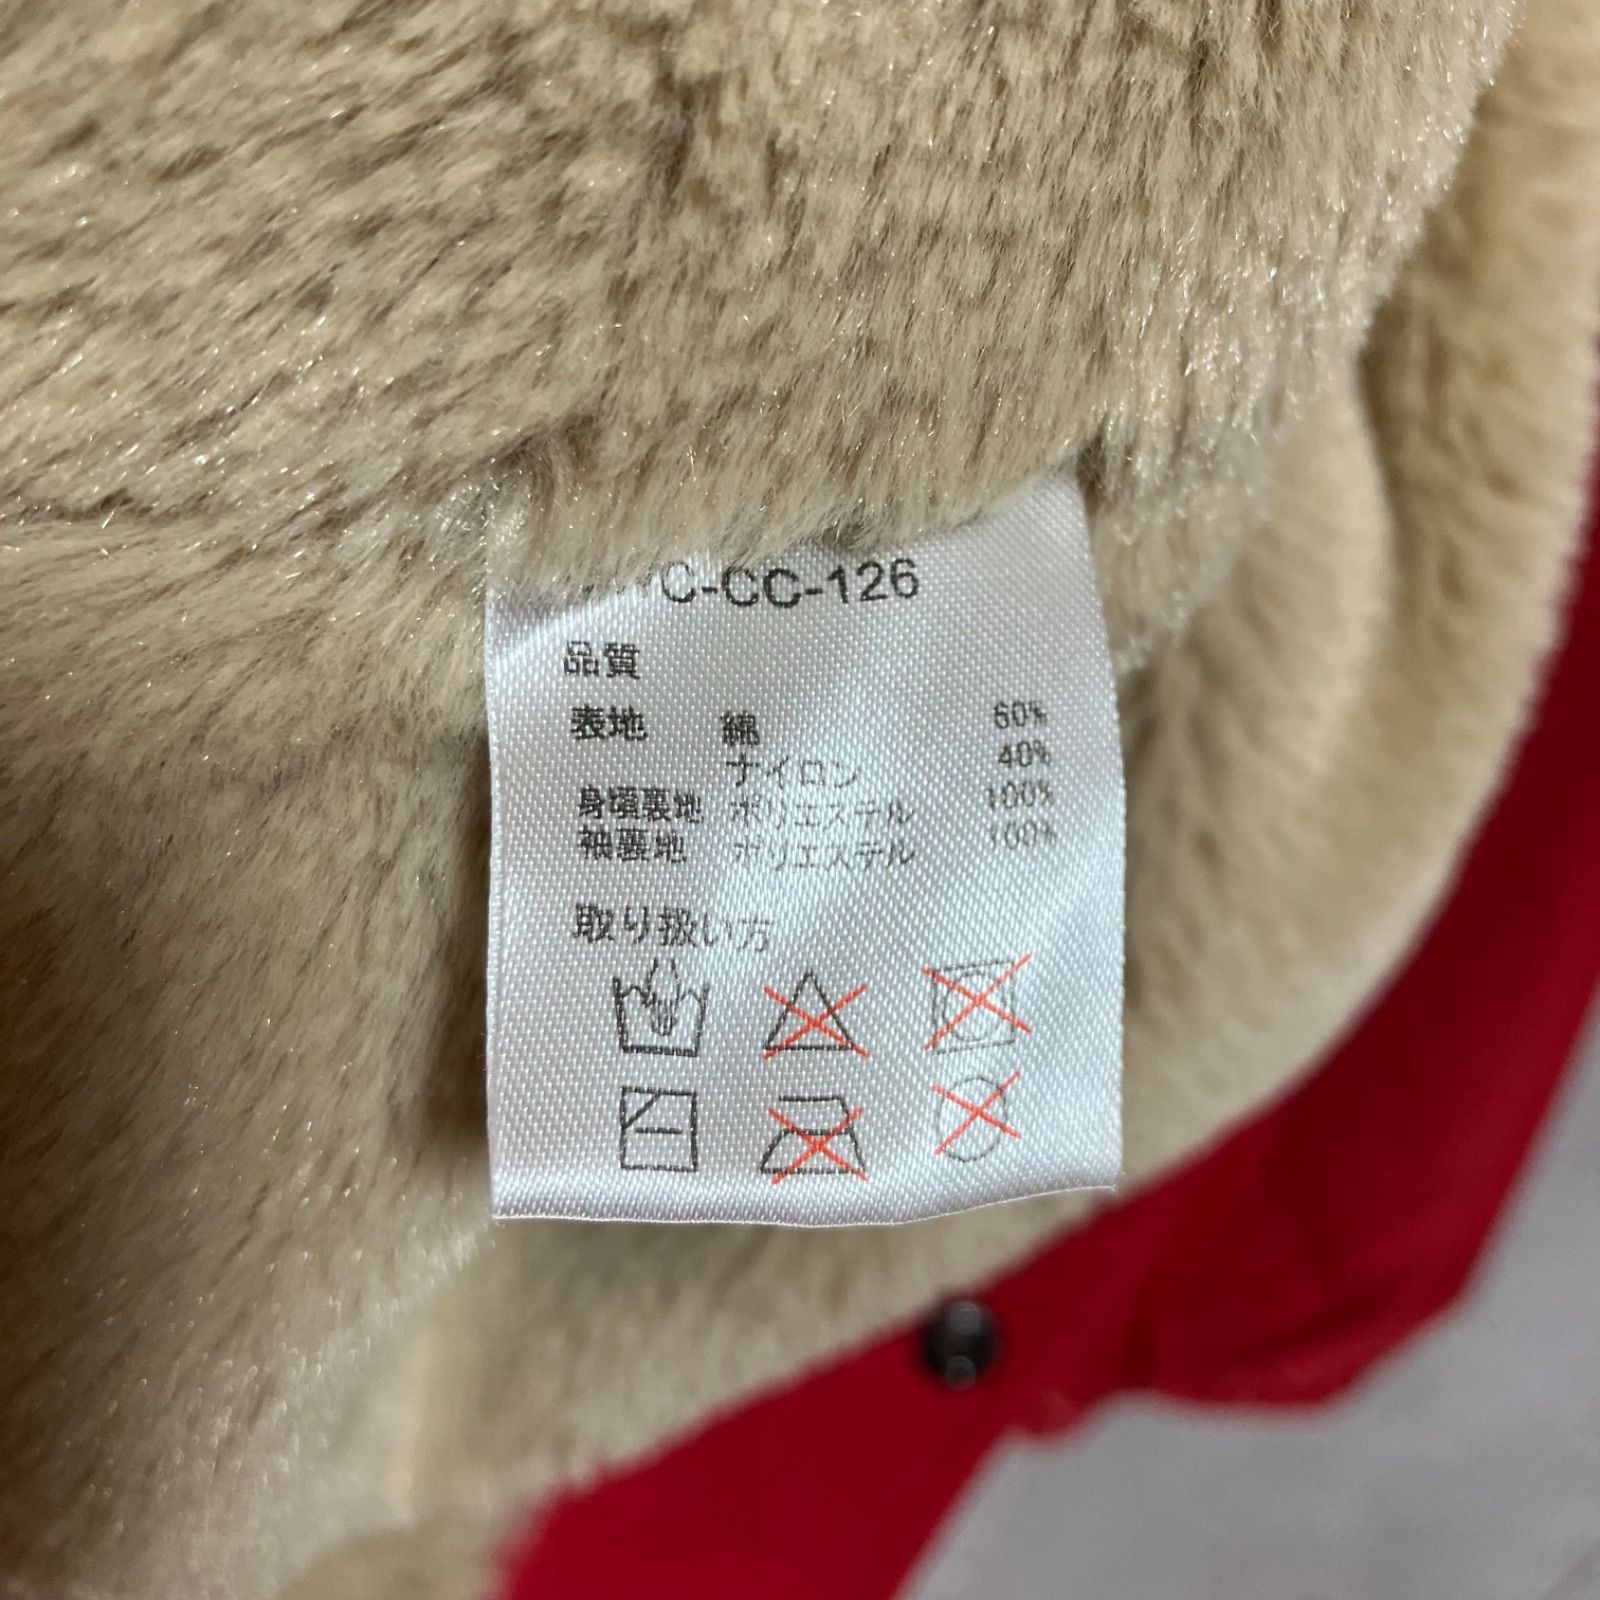 C-CC-126
品質
表地 綿 60%
ナイロン 40%
身頃裏地 ポリエステル 100%
袖裏地 ポリエステル 100%
取り扱い方